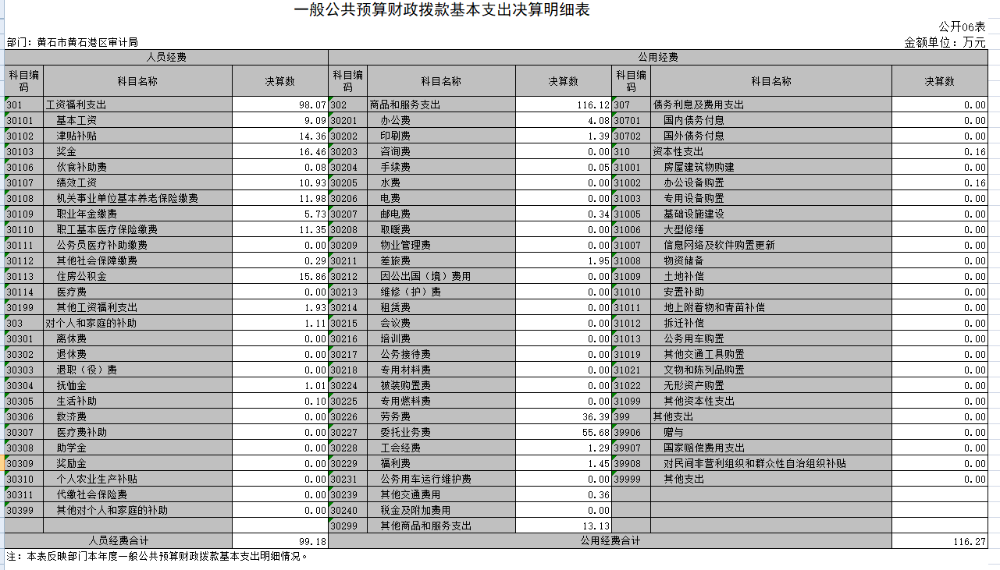 一般公共预算财政拨款基本支出决算明细表
公开06表
部门：黄石市黄石港区审计局 金额单位：万元
人员经费 公用经费
科目编码 科目名称 决算数 科目编码 科目名称 决算数 科目编码 科目名称 决算数
301 工资福利支出 98.07 302 商品和服务支出 116.12 307 债务利息及费用支出 0.00
30101 基本工资 9.09 30201 办公费 4.08 30701 国内债务付息 0.00
30102 津贴补贴 14.36 30202 印刷费 1.39 30702 国外债务付息 0.00
30103 奖金 16.46 30203 咨询费 0.00 310 资本性支出 0.16
30106 伙食补助费 0.08 30204 手续费 0.05 31001 房屋建筑物购建 0.00
30107 绩效工资 10.93 30205 水费 0.00 31002 办公设备购置 0.16
30108 机关事业单位基本养老保险缴费 11.98 30206 电费 0.00 31003 专用设备购置 0.00
30109 职业年金缴费 5.73 30207 邮电费 0.34 31005 基础设施建设 0.00
30110 职工基本医疗保险缴费 11.35 30208 取暖费 0.00 31006 大型修缮 0.00
30111 公务员医疗补助缴费 0.00 30209 物业管理费 0.00 31007 信息网络及软件购置更新 0.00
30112 其他社会保障缴费 0.29 30211 差旅费 1.95 31008 物资储备 0.00
30113 住房公积金 15.86 30212 因公出国（境）费用 0.00 31009 土地补偿 0.00
30114 医疗费 0.00 30213 维修（护）费 0.00 31010 安置补助 0.00
30199 其他工资福利支出 1.93 30214 租赁费 0.00 31011 地上附着物和青苗补偿 0.00
303 对个人和家庭的补助 1.11 30215 会议费 0.00 31012 拆迁补偿 0.00
30301 离休费 0.00 30216 培训费 0.00 31013 公务用车购置 0.00
30302 退休费 0.00 30217 公务接待费 0.00 31019 其他交通工具购置 0.00
30303 退职（役）费 0.00 30218 专用材料费 0.00 31021 文物和陈列品购置 0.00
30304 抚恤金 1.01 30224 被装购置费 0.00 31022 无形资产购置 0.00
30305 生活补助 0.10 30225 专用燃料费 0.00 31099 其他资本性支出 0.00
30306 救济费 0.00 30226 劳务费 36.39 399 其他支出 0.00
30307 医疗费补助 0.00 30227 委托业务费 55.68 39906 赠与 0.00
30308 助学金 0.00 30228 工会经费 1.29 39907 国家赔偿费用支出 0.00
30309 奖励金 0.00 30229 福利费 1.45 39908 对民间非营利组织和群众性自治组织补贴 0.00
30310 个人农业生产补贴 0.00 30231 公务用车运行维护费 0.00 39999 其他支出 0.00
30311 代缴社会保险费 0.00 30239 其他交通费用 0.36
30399 其他对个人和家庭的补助 0.00 30240 税金及附加费用 0.00
30299 其他商品和服务支出 13.13
人员经费合计 99.18 公用经费合计 116.27
注：本表反映部门本年度一般公共预算财政拨款基本支出明细情况。